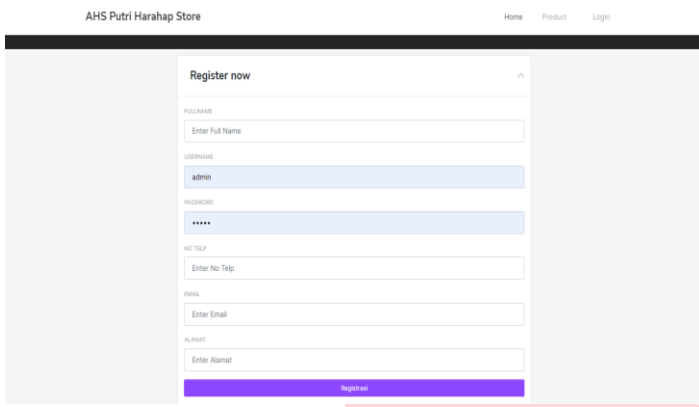 AHS Putri Harahap Store
Home Product Login
Register now
FULLNAME
Enter Full Name
USERNAME
admin
PASSWORD
•••••
NO TELP
Enter No Telp
EMAIL
Enter Email
ALAMAT
Enter Alamat
Registrasi